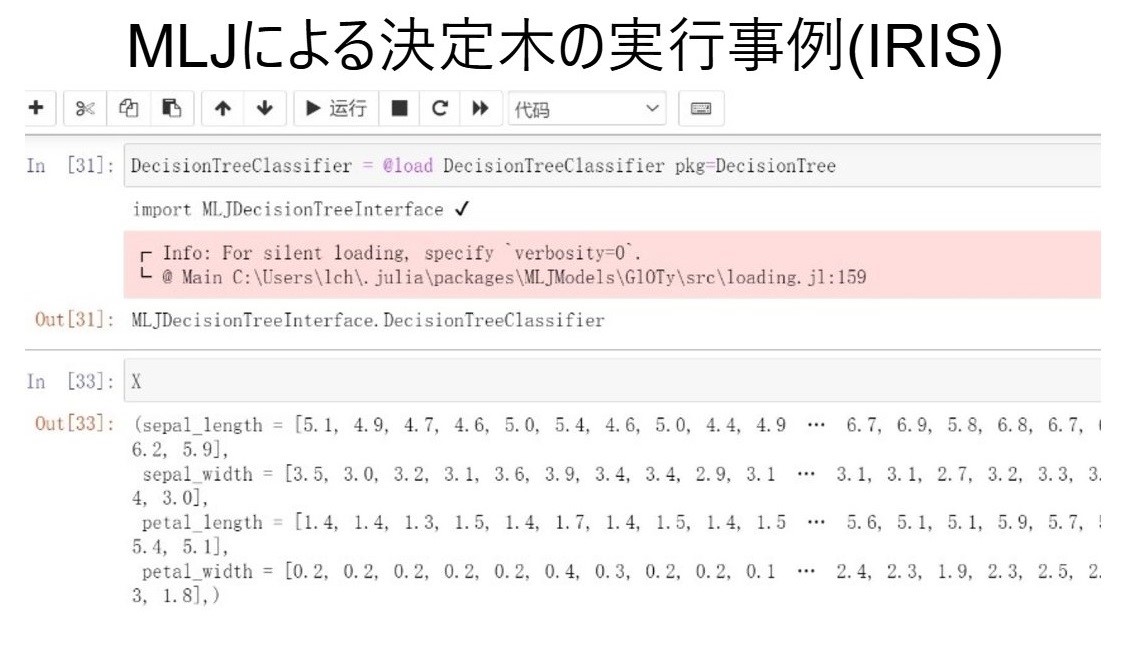 MLJによる決定木の実行事例(IRIS)
运行 代码
In [31]: DecisionTreeClassifier = @load DecisionTreeClassifier pkg=DecisionTree
import MLJDecisionTreeInterface ✔
┌ Info: For silent loading, specify `verbosity=0`.
└ @ Main C:\Users\lch\.julia\packages\MLJModels\GlOTy\src\loading.jl:159
Out[31]: MLJDecisionTreeInterface.DecisionTreeClassifier
In [33]: X
Out[33]: (sepal_length = [5.1, 4.9, 4.7, 4.6, 5.0, 5.4, 4.6, 5.0, 4.4, 4.9 … 6.7, 6.9, 5.8, 6.8, 6.7,
6.2, 5.9],
sepal_width = [3.5, 3.0, 3.2, 3.1, 3.6, 3.9, 3.4, 3.4, 2.9, 3.1 … 3.1, 3.1, 2.7, 3.2, 3.3, 3.
4, 3.0],
petal_length = [1.4, 1.4, 1.3, 1.5, 1.4, 1.7, 1.4, 1.5, 1.4, 1.5 … 5.6, 5.1, 5.1, 5.9, 5.7,
5.4, 5.1],
petal_width = [0.2, 0.2, 0.2, 0.2, 0.2, 0.4, 0.3, 0.2, 0.2, 0.1 … 2.4, 2.3, 1.9, 2.3, 2.5, 2.
3, 1.8],)